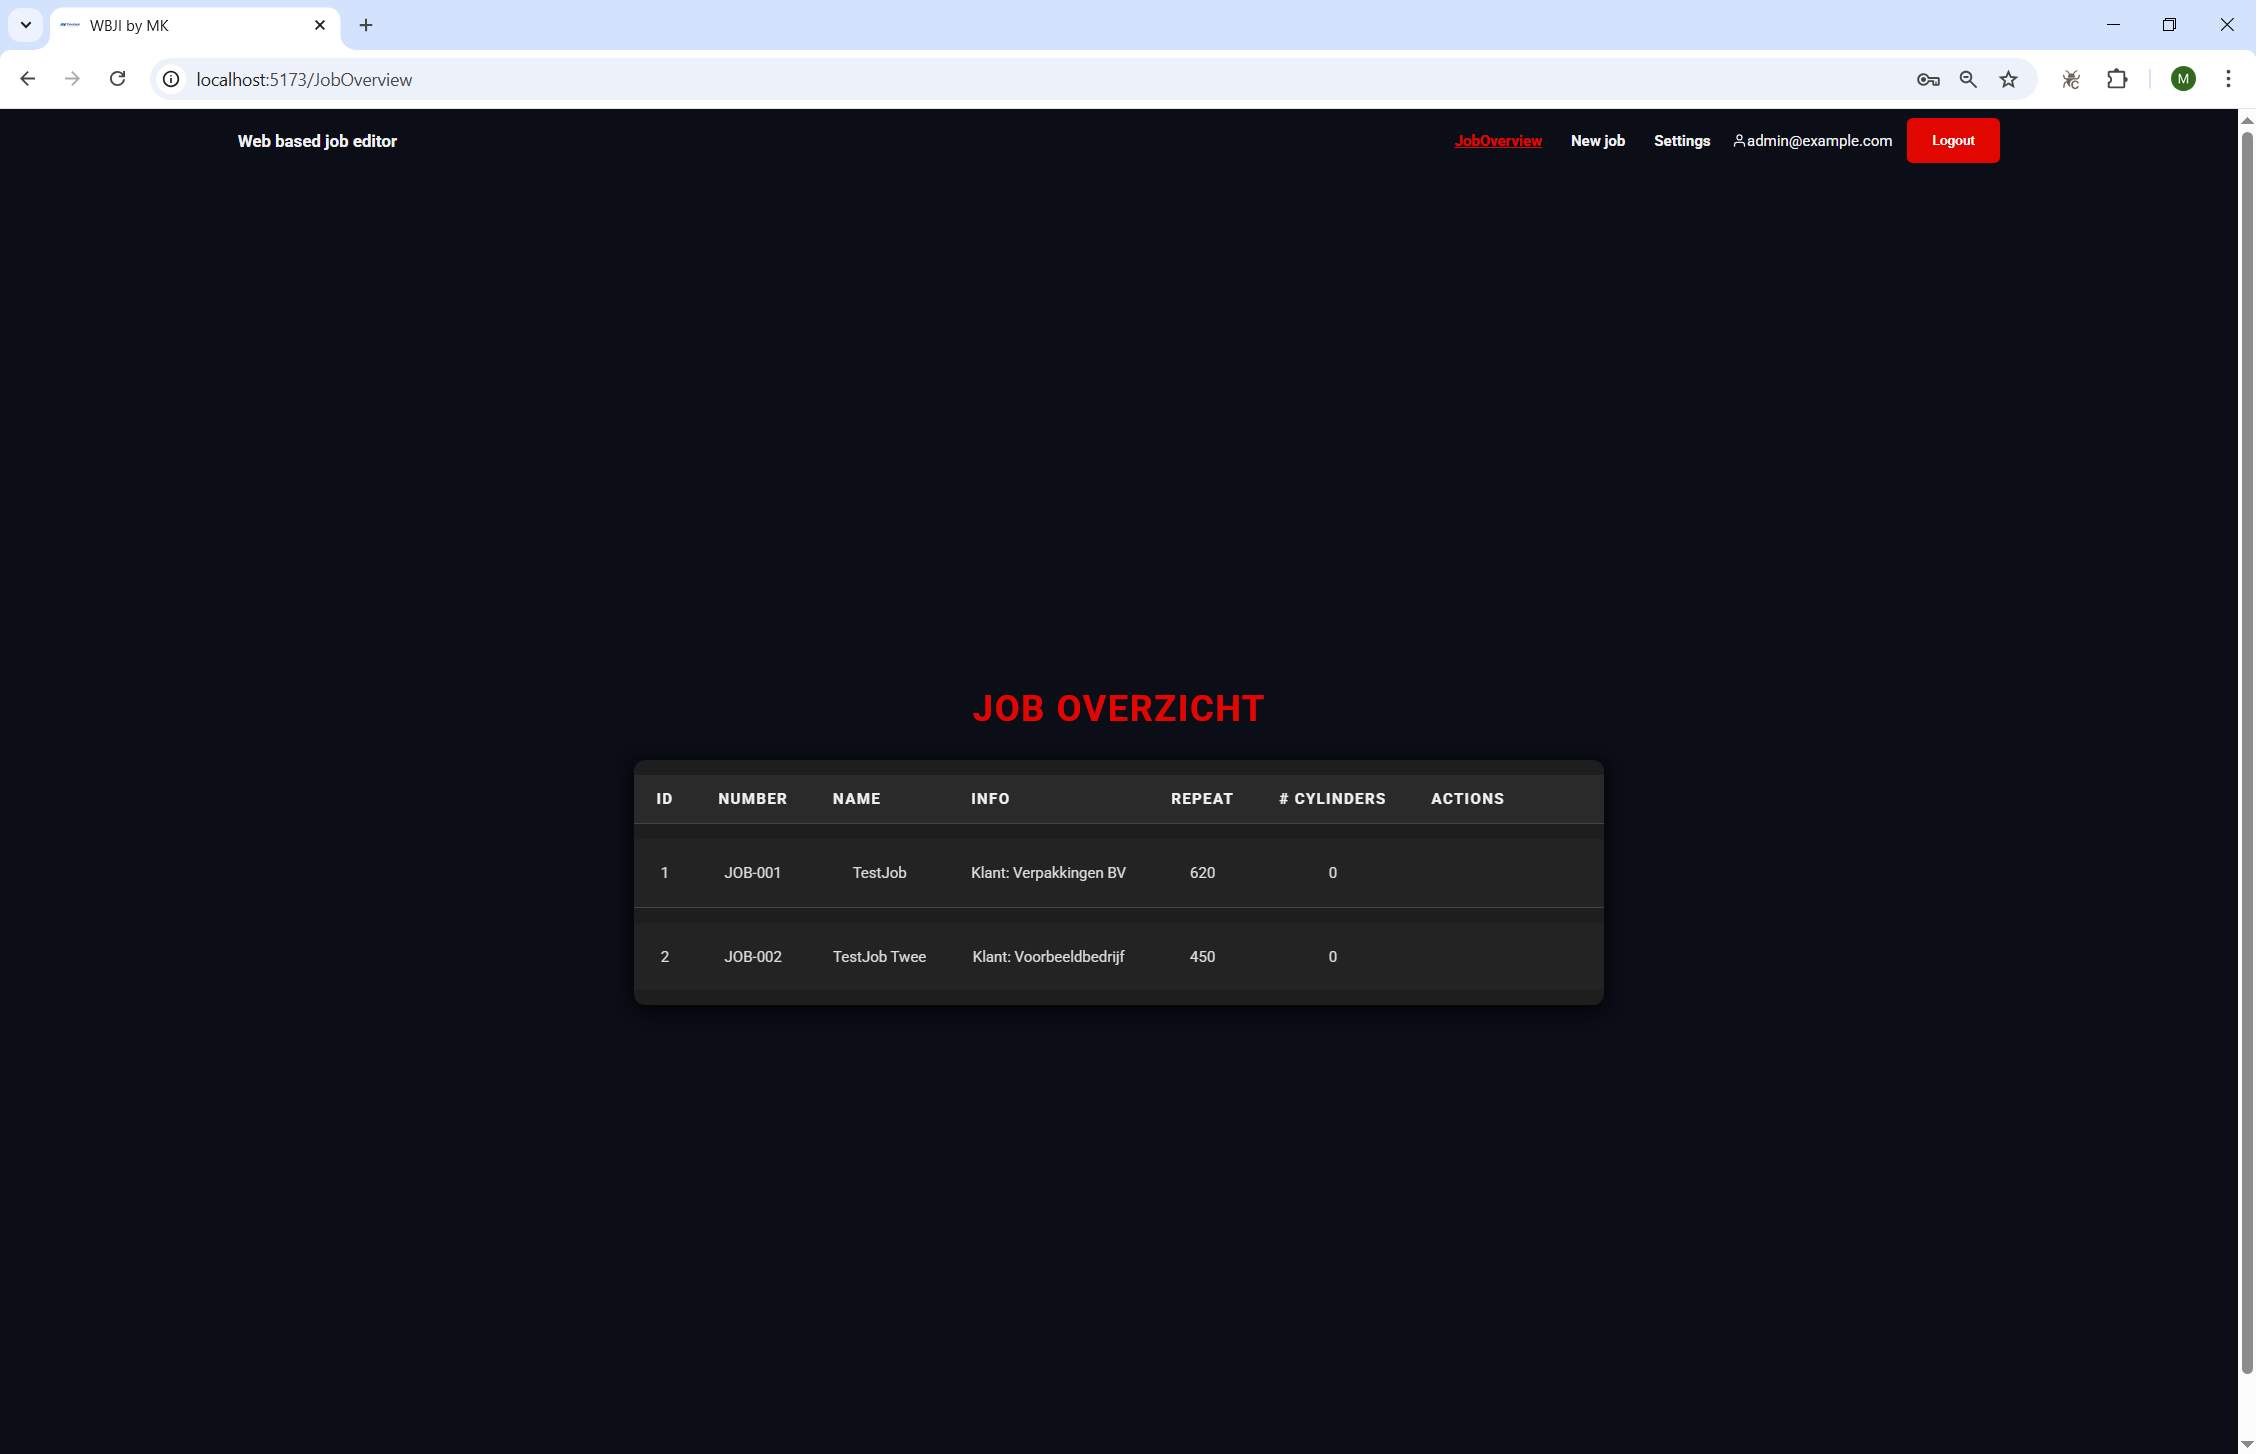 WBJI by MK
localhost:5173/JobOverview
M
Web based job editor
JobOverview New job Settings admin@example.com Logout
JOB OVERZICHT
ID NUMBER NAME INFO REPEAT # CYLINDERS ACTIONS
1 JOB-001 TestJob Klant: Verpakkingen BV 620 0
2 JOB-002 TestJob Twee Klant: Voorbeeldbedrijf 450 0